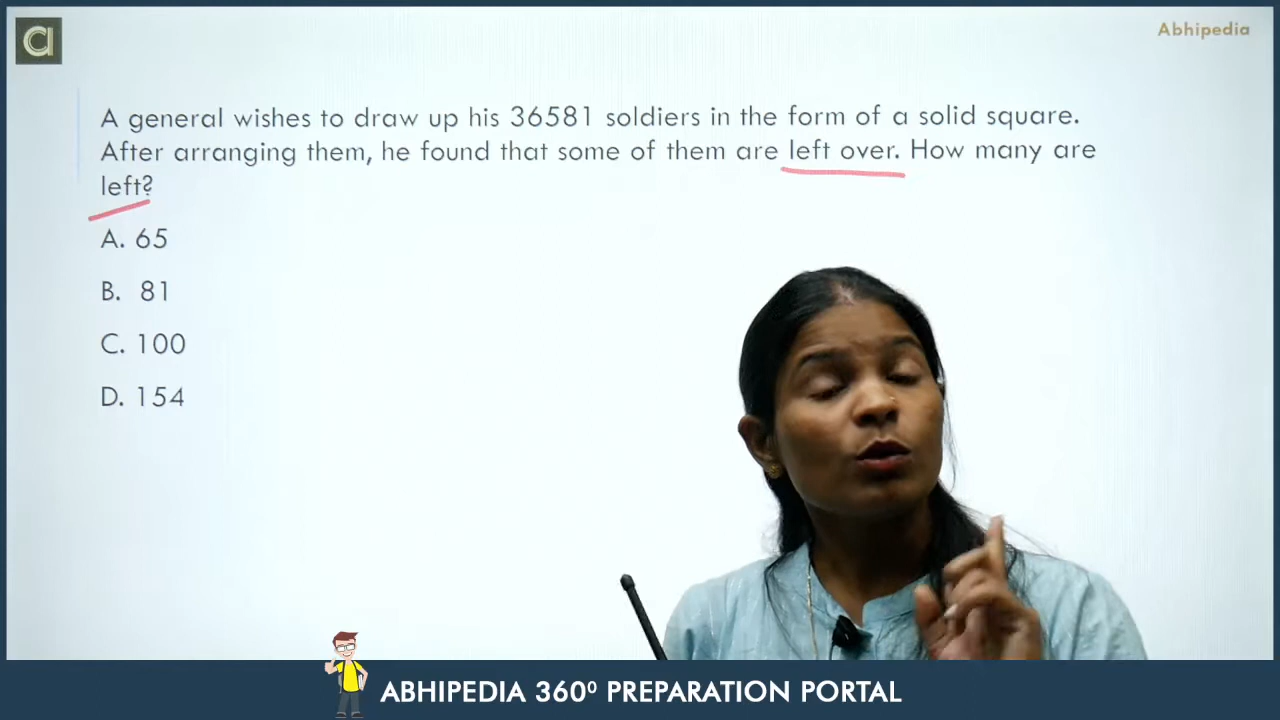 Abhipedia
A general wishes to draw up his 36581 soldiers in the form of a solid square.
After arranging them, he found that some of them are left over. How many are
left?
A. 65
B. 81
C. 100
D. 154
ABHIPEDIA 360⁰ PREPARATION PORTAL